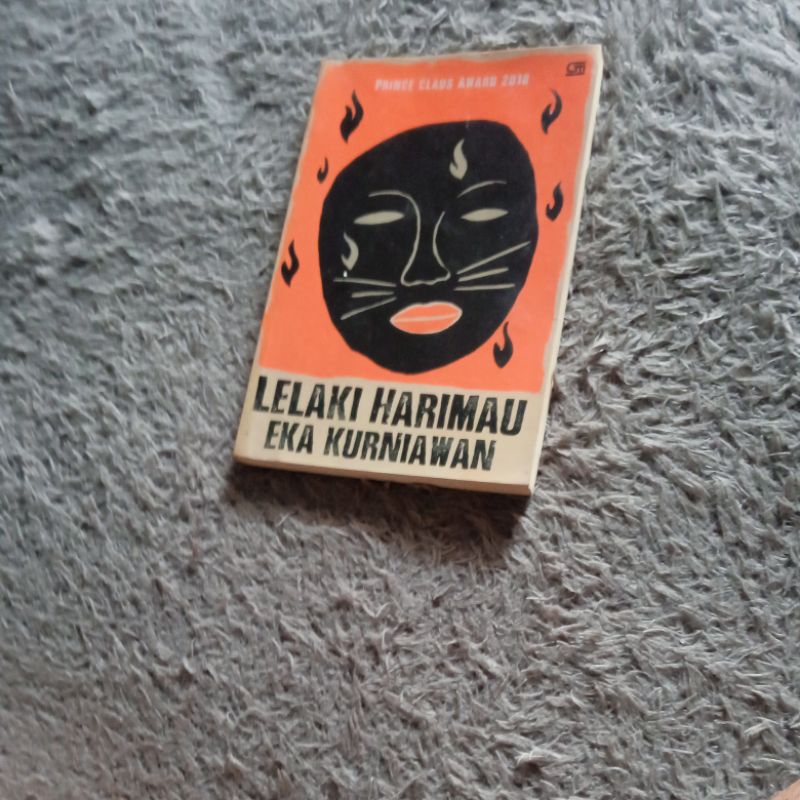 PRINCE CLAUS AWARD 2018
LELAKI HARIMAU
EKA KURNIAWAN